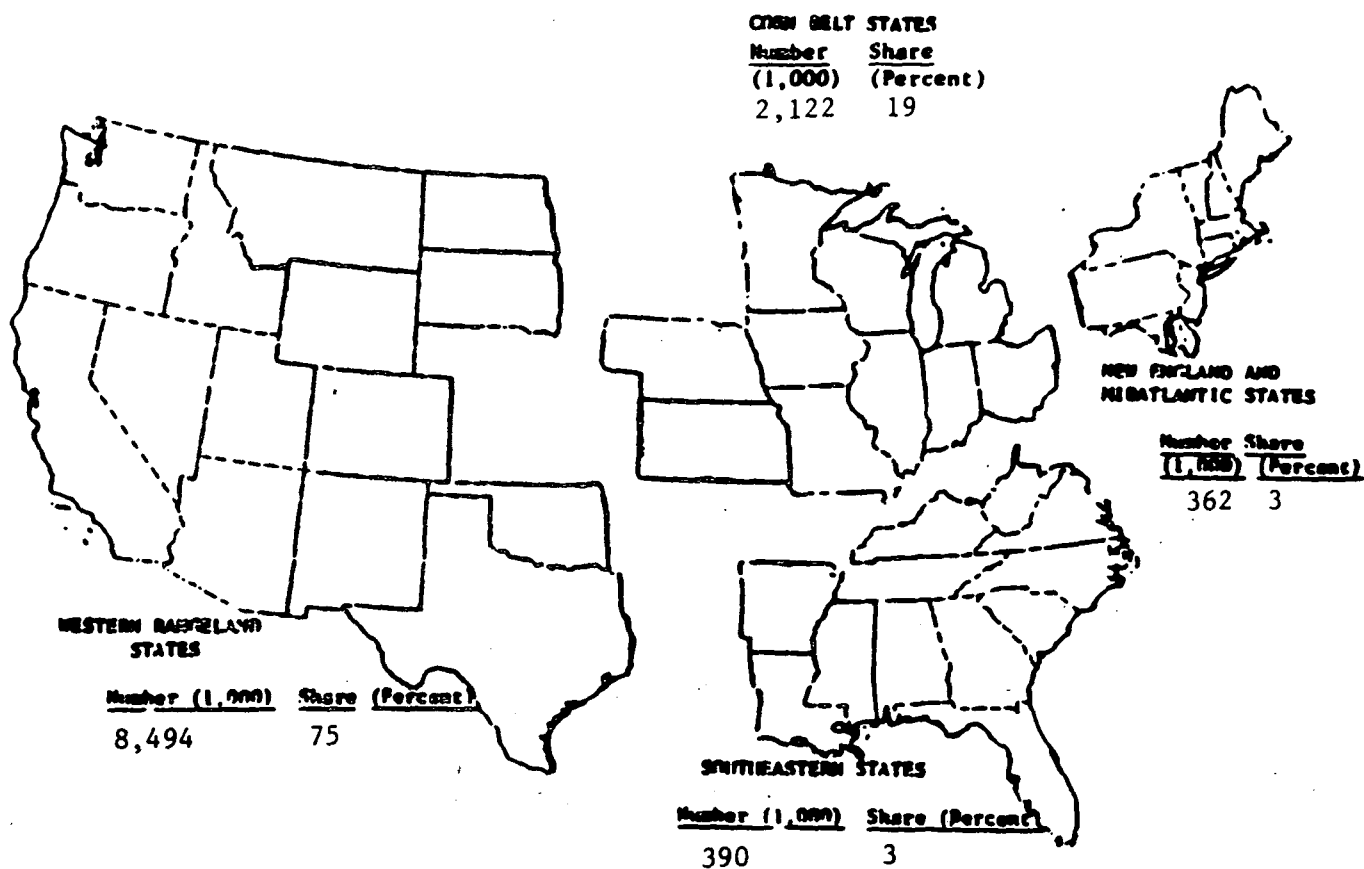 CORN BELT STATES
Number Share
(1,000) (Percent)
2,122 19
NEW ENGLAND AND
MIDATLANTIC STATES
Number Share
(1,000) (Percent)
362 3
WESTERN RANGELAND
STATES
Number (1,000) Share (Percent)
8,494 75
SOUTHEASTERN STATES
Number (1,000) Share (Percent
390 3